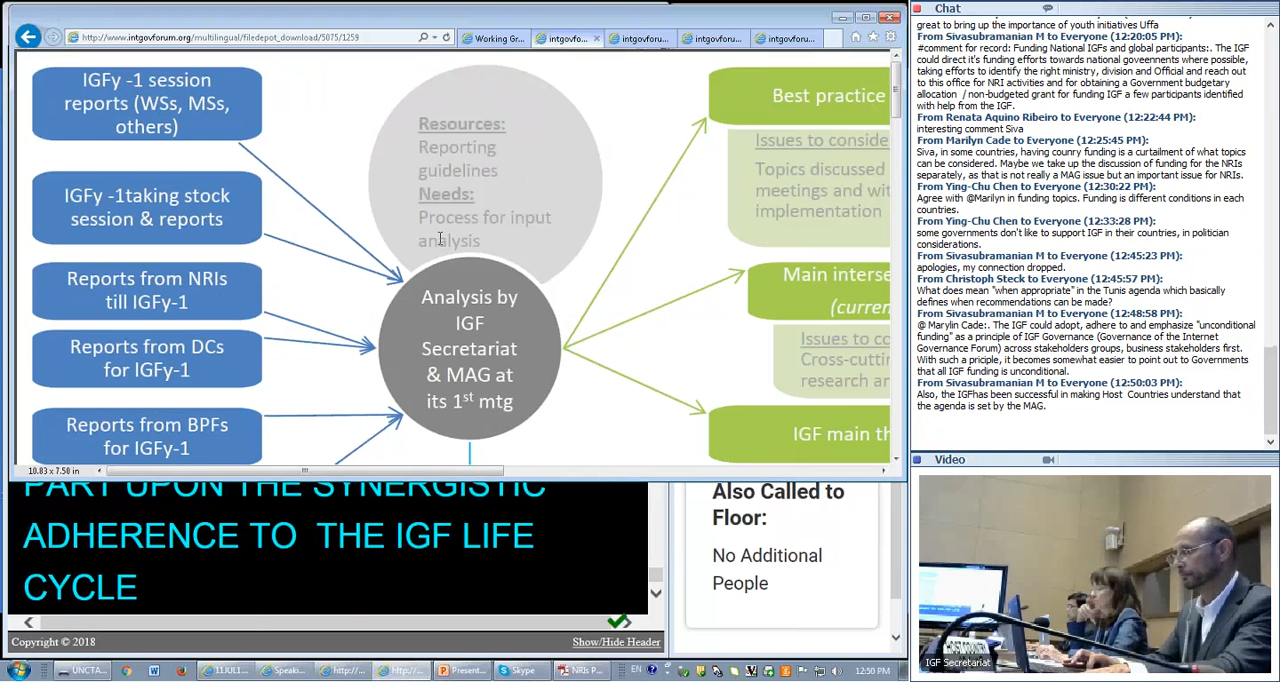 http://www.intgovforum.org/multilingual/filedepot_download/5075/1259
Working Gr...
intgovfo...
intgovforu...
intgovforu...
intgovforu...
IGFy -1 session
reports (WSs, MSs,
others)
IGFy -1taking stock
session & reports
Reports from NRIs
till IGFy-1
Reports from DCs
for IGFy-1
Reports from BPFs
for IGFy-1
Resources:
Reporting
guidelines
Needs:
Process for input
analysis
Analysis by
IGF
Secretariat
& MAG at
its 1st mtg
Best practice
Issues to conside
Topics discussed
meetings and wit
implementation
Main interse
(curren
Issues to co
Cross-cuttin
research an
IGF main th
10.83 x 7.50 in
PART UPON THE SYNERGISTIC
ADHERENCE TO  THE IGF LIFE
CYCLE
Also Called to
Floor:
No Additional
People
Copyright © 2018
Show/Hide Header
UNCTA...
11JUL1...
Speaki...
http:/...
http:/...
Present...
Skype
NRIs P...
EN
12:50 PM
Chat
great to bring up the importance of youth initiatives Uffa
From Sivasubramanian M to Everyone (12:20:05 PM):
#comment for record: Funding National IGFs and global participants:. The IGF
could direct it's funding efforts towards national goveenments where possible,
taking efforts to identify the right ministry, division and Official and reach out
to this office for NRI activities and for obtaining a Government budgetary
allocation  / non-budgeted grant for funding IGF a few participants identified
with help from the IGF.
From Renata Aquino Ribeiro to Everyone (12:22:44 PM):
interesting comment Siva
From Marilyn Cade to Everyone (12:25:45 PM):
Siva, in some countries, having counry funding is a curtailment of what topics
can be considered. Maybe we take up the discussion of funding for the NRIs
separately, as that is not really a MAG issue but an important issue for NRIs.
From Ying-Chu Chen to Everyone (12:30:22 PM):
Agree with @Marilyn in funding topics. Funding is different conditions in each
countries.
From Ying-Chu Chen to Everyone (12:33:28 PM):
some governments don't like to support IGF in their countries, in politician
considerations.
From Sivasubramanian M to Everyone (12:45:23 PM):
apologies, my connection dropped.
From Christoph Steck to Everyone (12:45:57 PM):
What does mean "when appropriate" in the Tunis agenda which basically
defines when recommendations can be made?
From Sivasubramanian M to Everyone (12:48:58 PM):
@ Marylin Cade:. The IGF could adopt, adhere to and emphasize "unconditional
funding" as a principle of IGF Governance (Governance of the Internet
Governance Forum) across stakeholders groups, business stakeholders first.
With such a priciple, it becomes somewhat easier to point out to Governments
that all IGF funding is unconditional.
From Sivasubramanian M to Everyone (12:50:03 PM):
Also, the IGFhas been successful in making Host  Countries understand that
the agenda is set by the MAG.
Video
IGF Secretariat